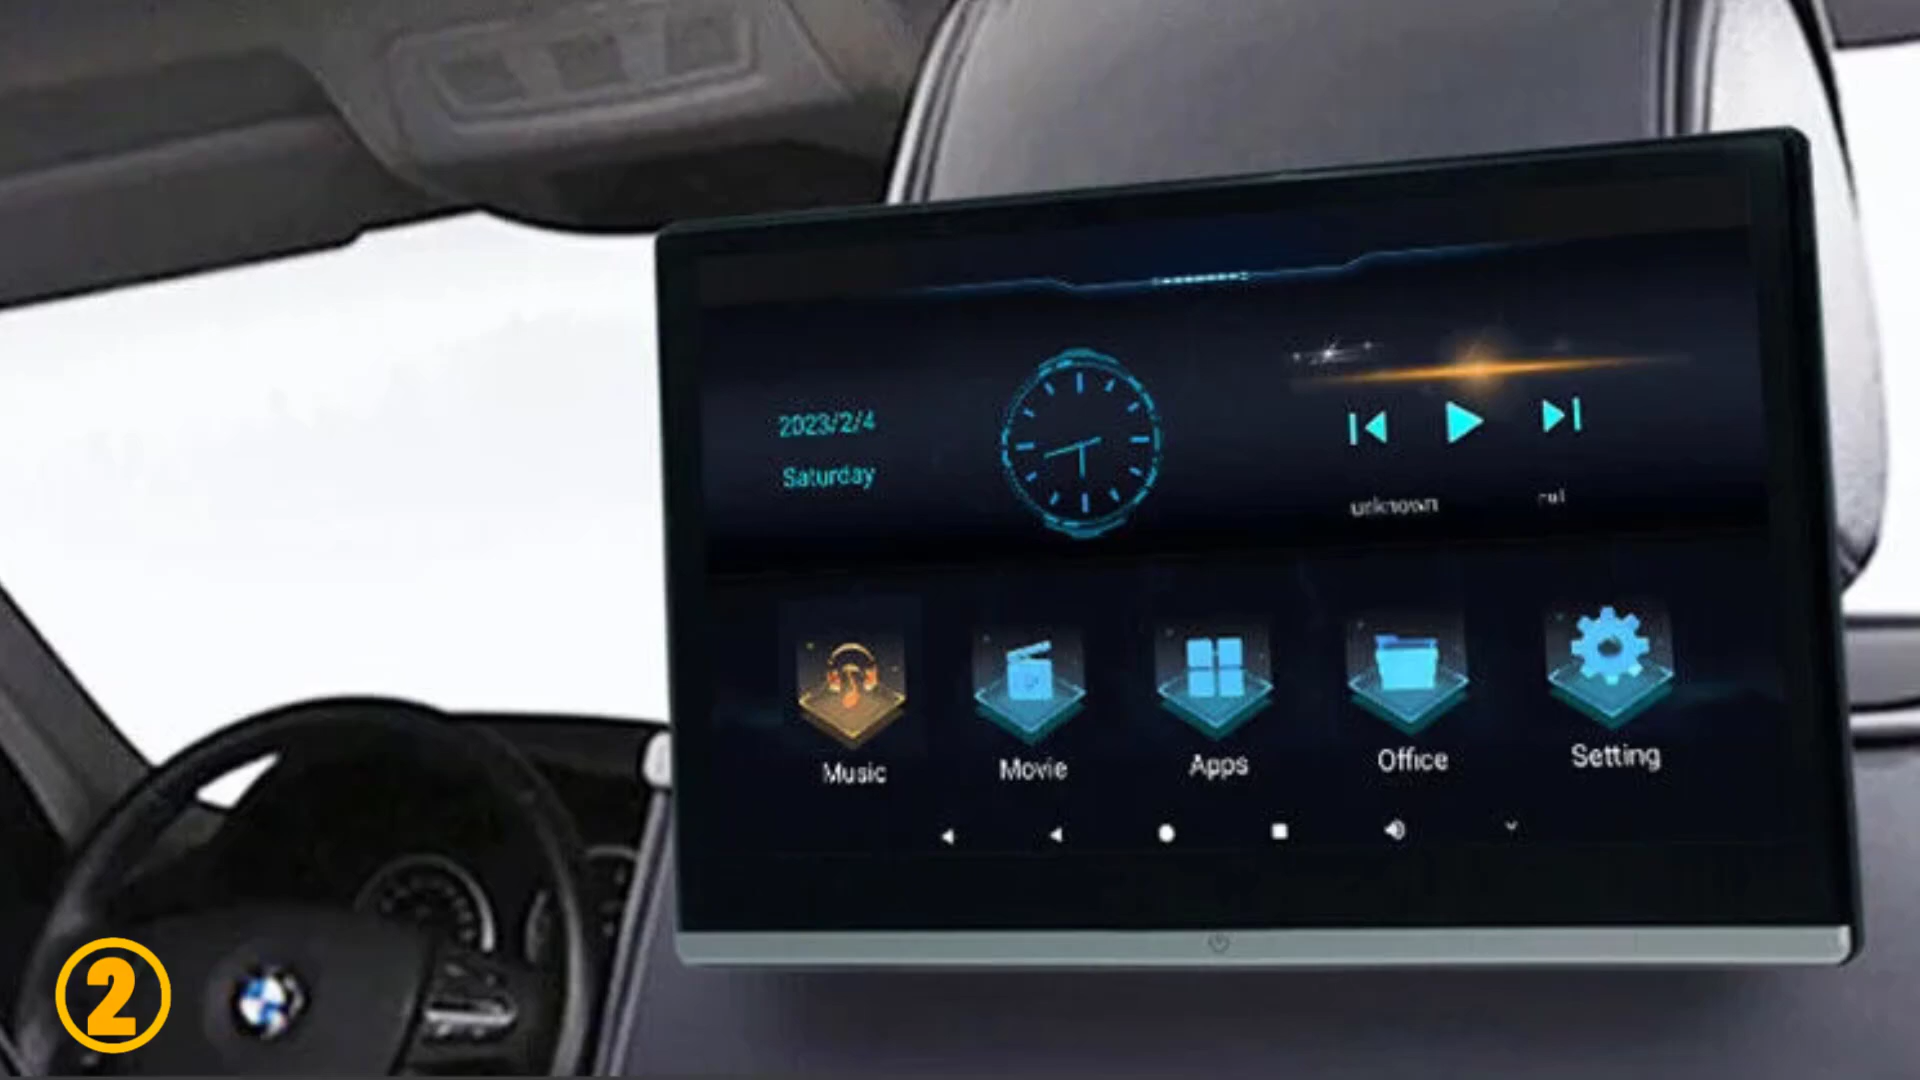 2023/2/4
Saturday
unknown
Music
Movie
Apps
Office
Setting
2